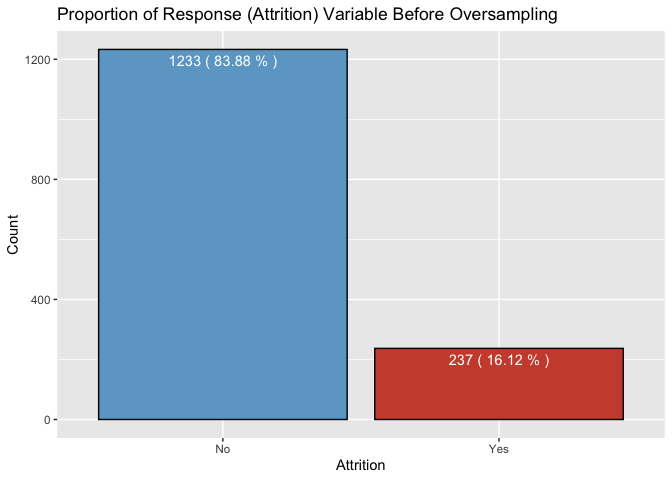 Proportion of Response (Attrition) Variable Before Oversampling
1233 ( 83.88 % )
237 ( 16.12 % )
1200
800
400
0
Count
No
Yes
Attrition